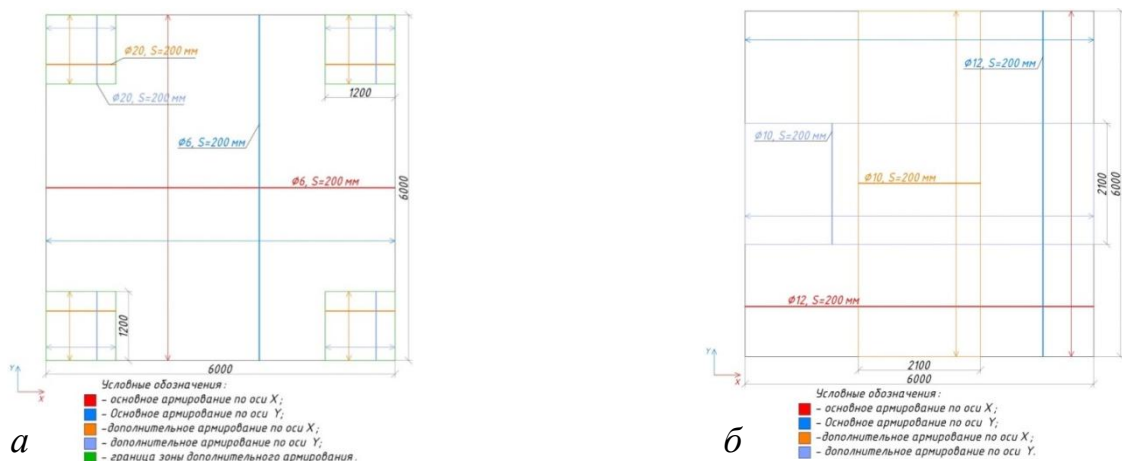 Ø20, S=200 мм
Ø20, S=200 мм
1200
Ø6, S=200 мм
Ø6, S=200 мм
6000
1200
6000
Y
X
Условные обозначения:
- основное армирование по оси X;
- Основное армирование по оси Y;
-дополнительное армирование по оси X;
- дополнительное армирование по оси Y;
- граница зоны дополнительного армирования.
а
Ø12, S=200 мм
Ø10, S=200 мм
Ø10, S=200 мм
2100
6000
Ø12, S=200 мм
2100
6000
Y
X
Условные обозначения:
- основное армирование по оси X;
- Основное армирование по оси Y;
-дополнительное армирование по оси X;
- дополнительное армирование по оси Y.
б